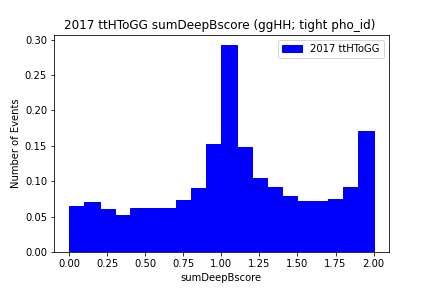 2017 ttHToGG sumDeepBscore (ggHH; tight pho_id)
2017 ttHToGG
Number of Events
0.30
0.25
0.20
0.15
0.10
0.05
0.00
0.00 0.25 0.50 0.75 1.00 1.25 1.50 1.75 2.00
sumDeepBscore